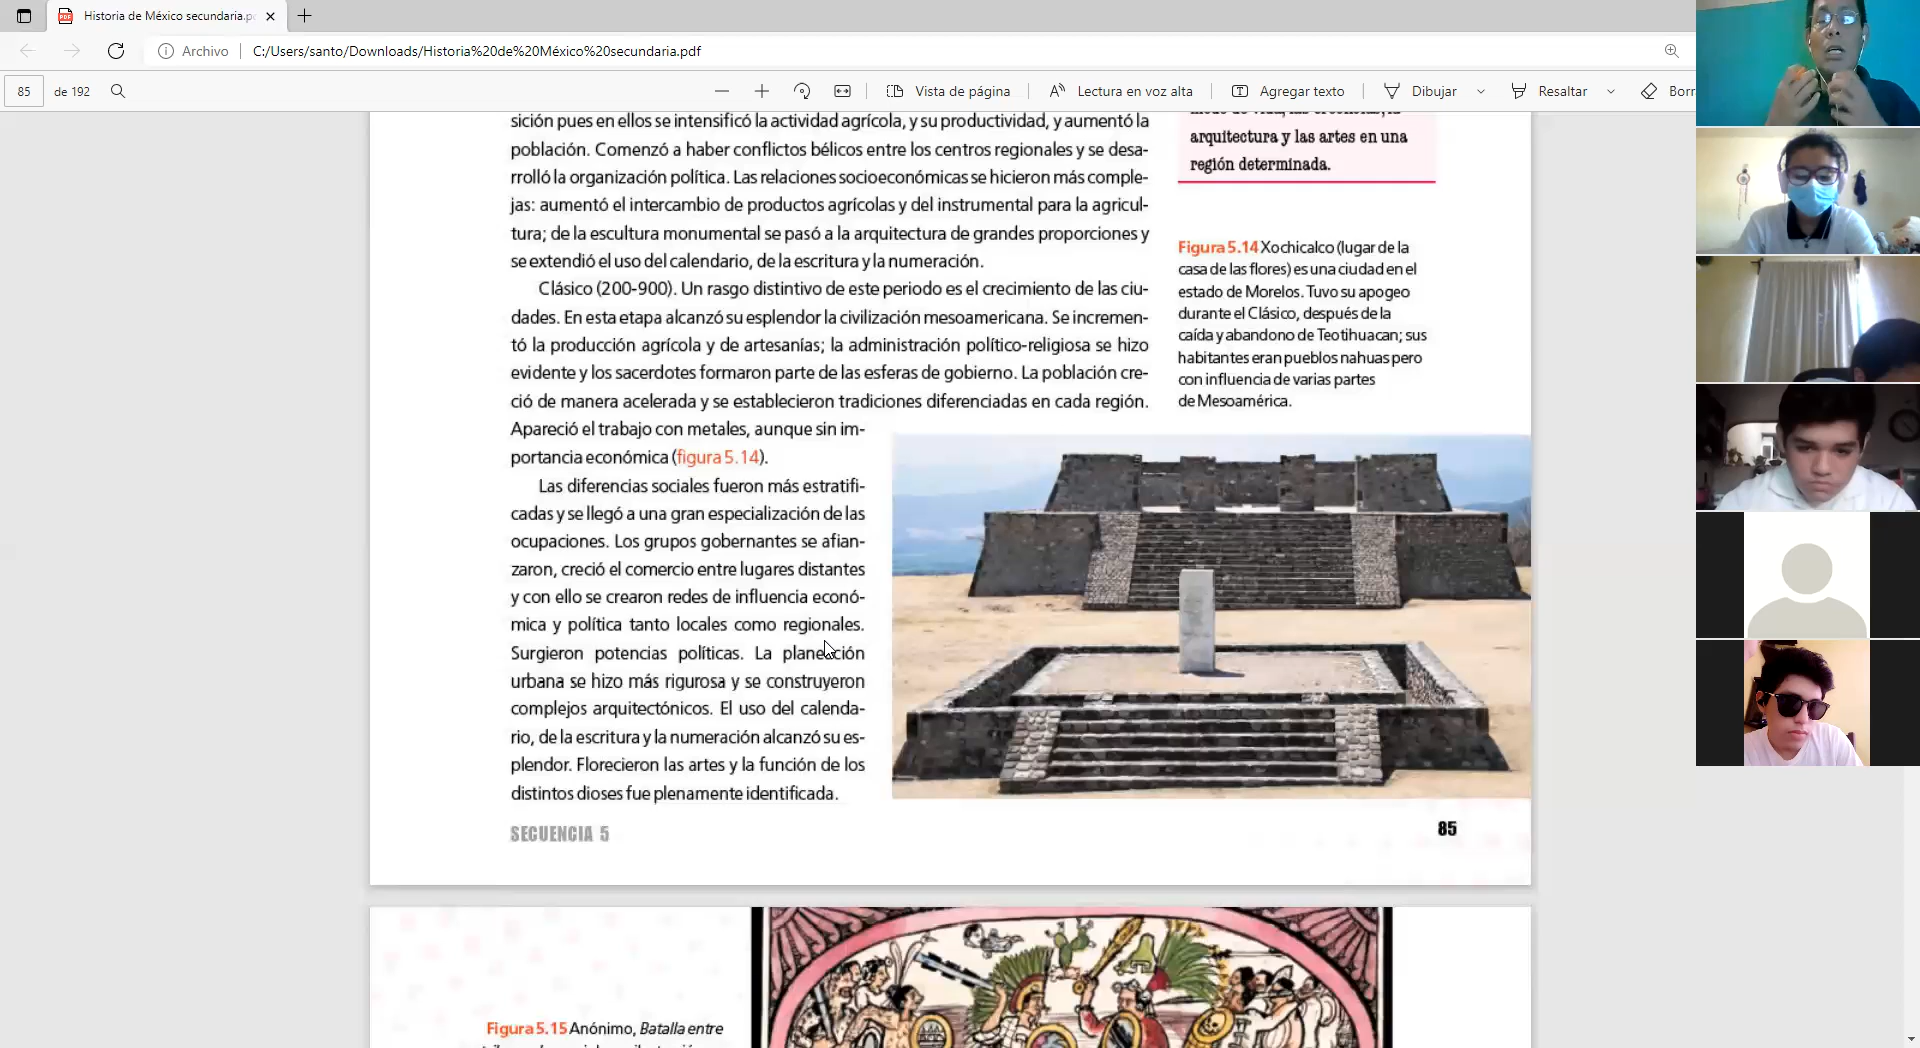 Historia de México secundaria.p
Archivo
C:/Users/santo/Downloads/Historia%20de%20México%20secundaria.pdf
85 de 192
Vista de página
Lectura en voz alta
Agregar texto
Dibujar
Resaltar
Borr
sición pues en ellos se intensificó la actividad agrícola, y su productividad, y aumentó la
población. Comenzó a haber conflictos bélicos entre los centros regionales y se desa-
rrolló la organización política. Las relaciones socioeconómicas se hicieron más comple-
jas: aumentó el intercambio de productos agrícolas y del instrumental para la agricul-
tura; de la escultura monumental se pasó a la arquitectura de grandes proporciones y
se extendió el uso del calendario, de la escritura y la numeración.
Clásico (200-900). Un rasgo distintivo de este periodo es el crecimiento de las ciu-
dades. En esta etapa alcanzó su esplendor la civilización mesoamericana. Se incremen-
tó la producción agrícola y de artesanías; la administración político-religiosa se hizo
evidente y los sacerdotes formaron parte de las esferas de gobierno. La población cre-
ció de manera acelerada y se establecieron tradiciones diferenciadas en cada región.
Apareció el trabajo con metales, aunque sin im-
portancia económica (figura 5.14).
Las diferencias sociales fueron más estratifi-
cadas y se llegó a una gran especialización de las
ocupaciones. Los grupos gobernantes se afian-
zaron, creció el comercio entre lugares distantes
y con ello se crearon redes de influencia econó-
mica y política tanto locales como regionales.
Surgieron potencias políticas. La planeación
urbana se hizo más rigurosa y se construyeron
complejos arquitectónicos. El uso del calenda-
rio, de la escritura y la numeración alcanzó su es-
plendor. Florecieron las artes y la función de los
distintos dioses fue plenamente identificada.
arquitectura y las artes en una
región determinada.
Figura 5.14 Xochicalco (lugar de la
casa de las flores) es una ciudad en el
estado de Morelos. Tuvo su apogeo
durante el Clásico, después de la
caída y abandono de Teotihuacan; sus
habitantes eran pueblos nahuas pero
con influencia de varias partes
de Mesoamérica.
SECUENCIA 5
85
Figura 5.15 Anónimo, Batalla entre